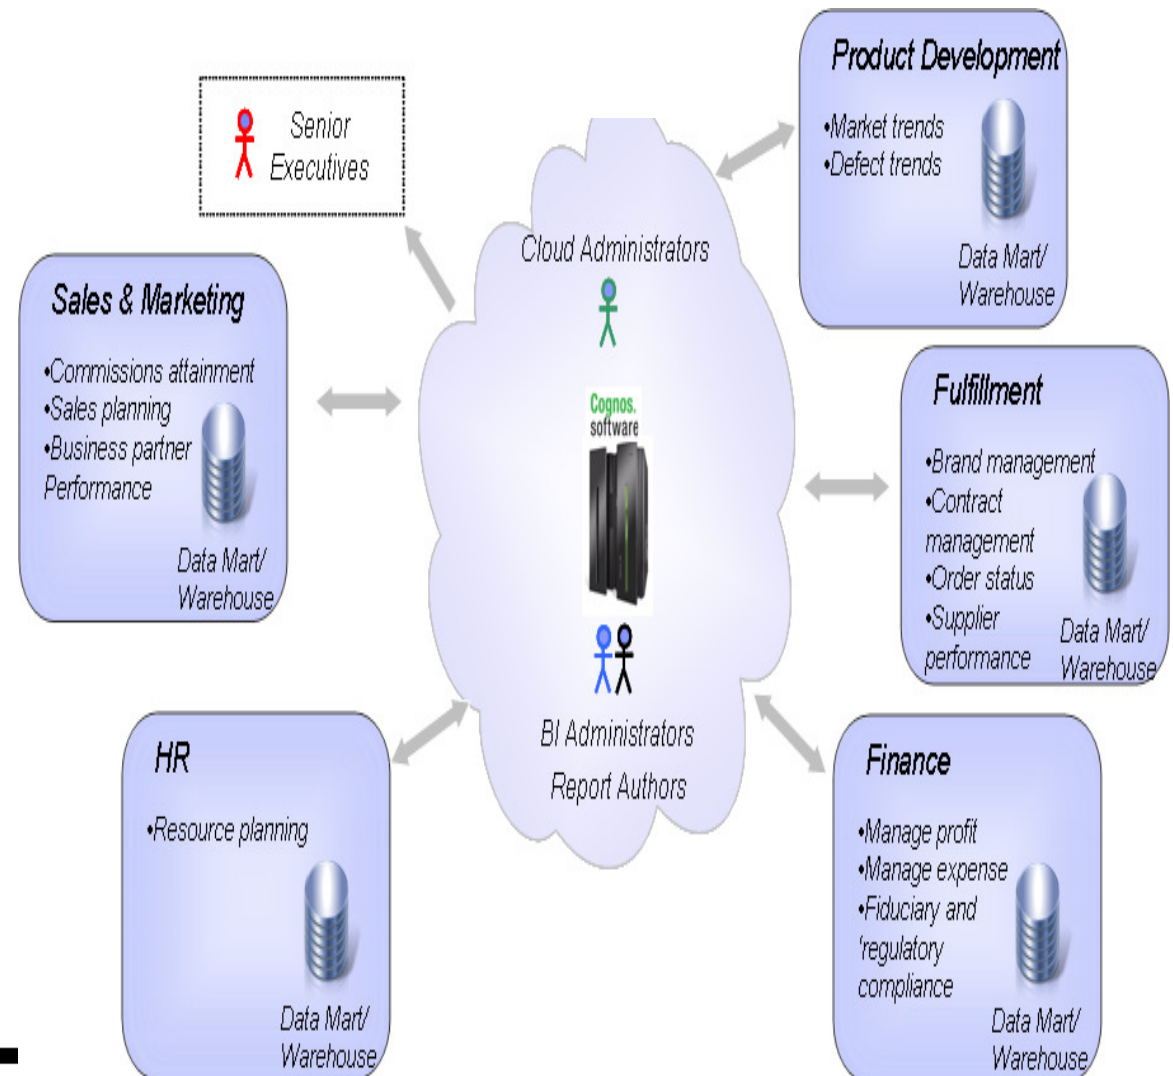 Product Development
•Market trends
•Defect trends
Data Mart/
Warehouse
Senior
Executives
Cloud Administrators
Cognos.
software
BI Administrators
Report Authors
Sales & Marketing
•Commissions attainment
•Sales planning
•Business partner
Performance
Data Mart/
Warehouse
Fulfillment
•Brand management
•Contract
management
•Order status
•Supplier
performance
Data Mart/
Warehouse
HR
•Resource planning
Data Mart/
Warehouse
Finance
•Manage profit
•Manage expense
•Fiduciary and
'regulatory
compliance
Data Mart/
Warehouse